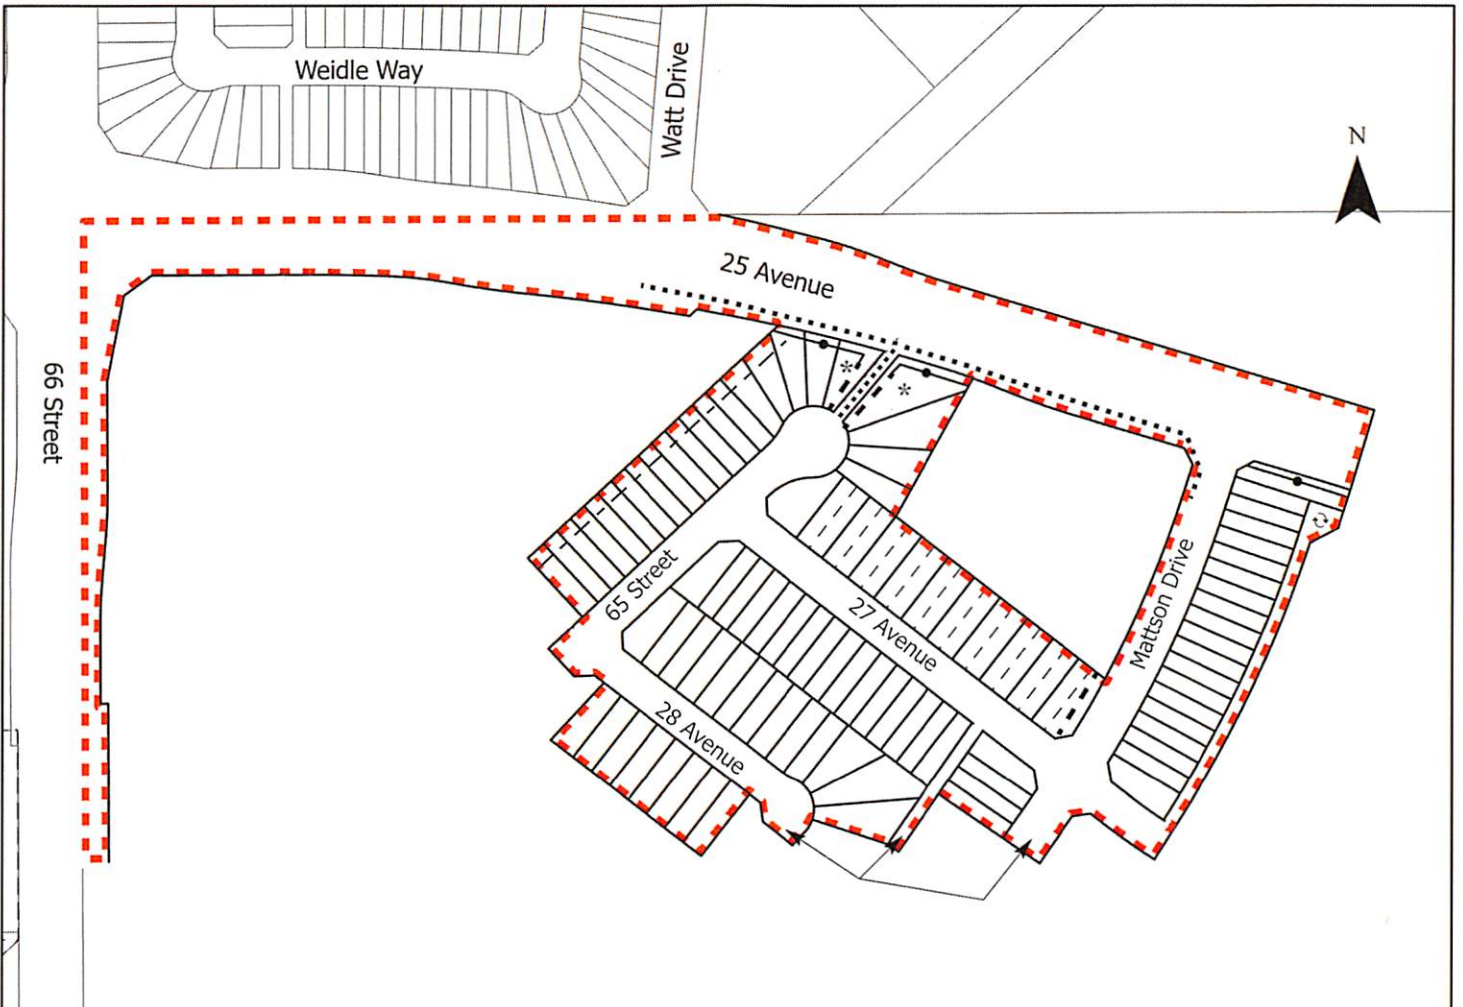 Weidle Way
Watt Drive
N
25 Avenue
66 Street
65 Street
27 Avenue
Mattson Drive
28 Avenue